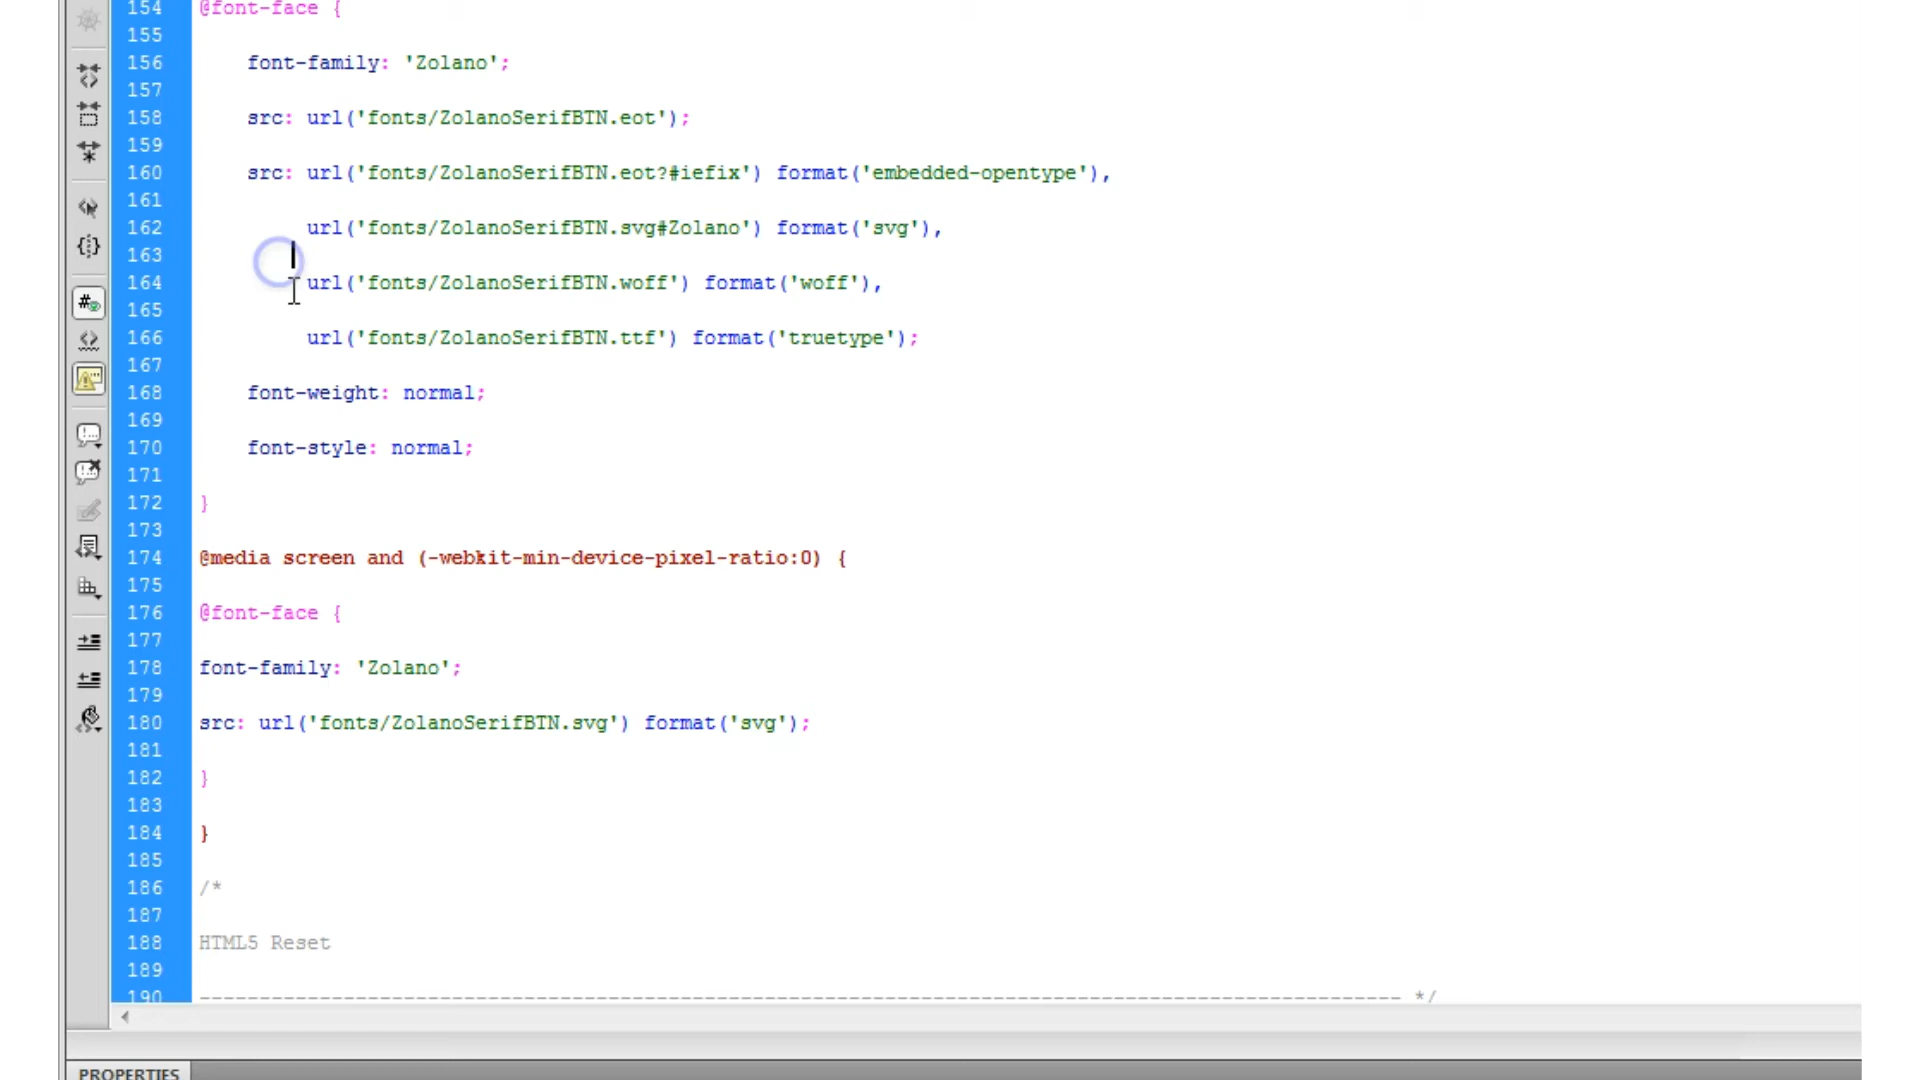 154 @font-face {
155
156 font-family: 'Zolano';
157
158 src: url('fonts/ZolanoSerifBTN.eot');
159
160 src: url('fonts/ZolanoSerifBTN.eot?#iefix') format('embedded-opentype'),
161
162 url('fonts/ZolanoSerifBTN.svg#Zolano') format('svg'),
163
164 url('fonts/ZolanoSerifBTN.woff') format('woff'),
165
166 url('fonts/ZolanoSerifBTN.ttf') format('truetype');
167
168 font-weight: normal;
169
170 font-style: normal;
171
172 }
173
174 @media screen and (-webkit-min-device-pixel-ratio:0) {
175
176 @font-face {
177
178 font-family: 'Zolano';
179
180 src: url('fonts/ZolanoSerifBTN.svg') format('svg');
181
182 }
183
184 }
185
186 /*
187
188 HTML5 Reset
189
190 ----------------------------------------------------------------------------------------------------- */
PROPERTIES